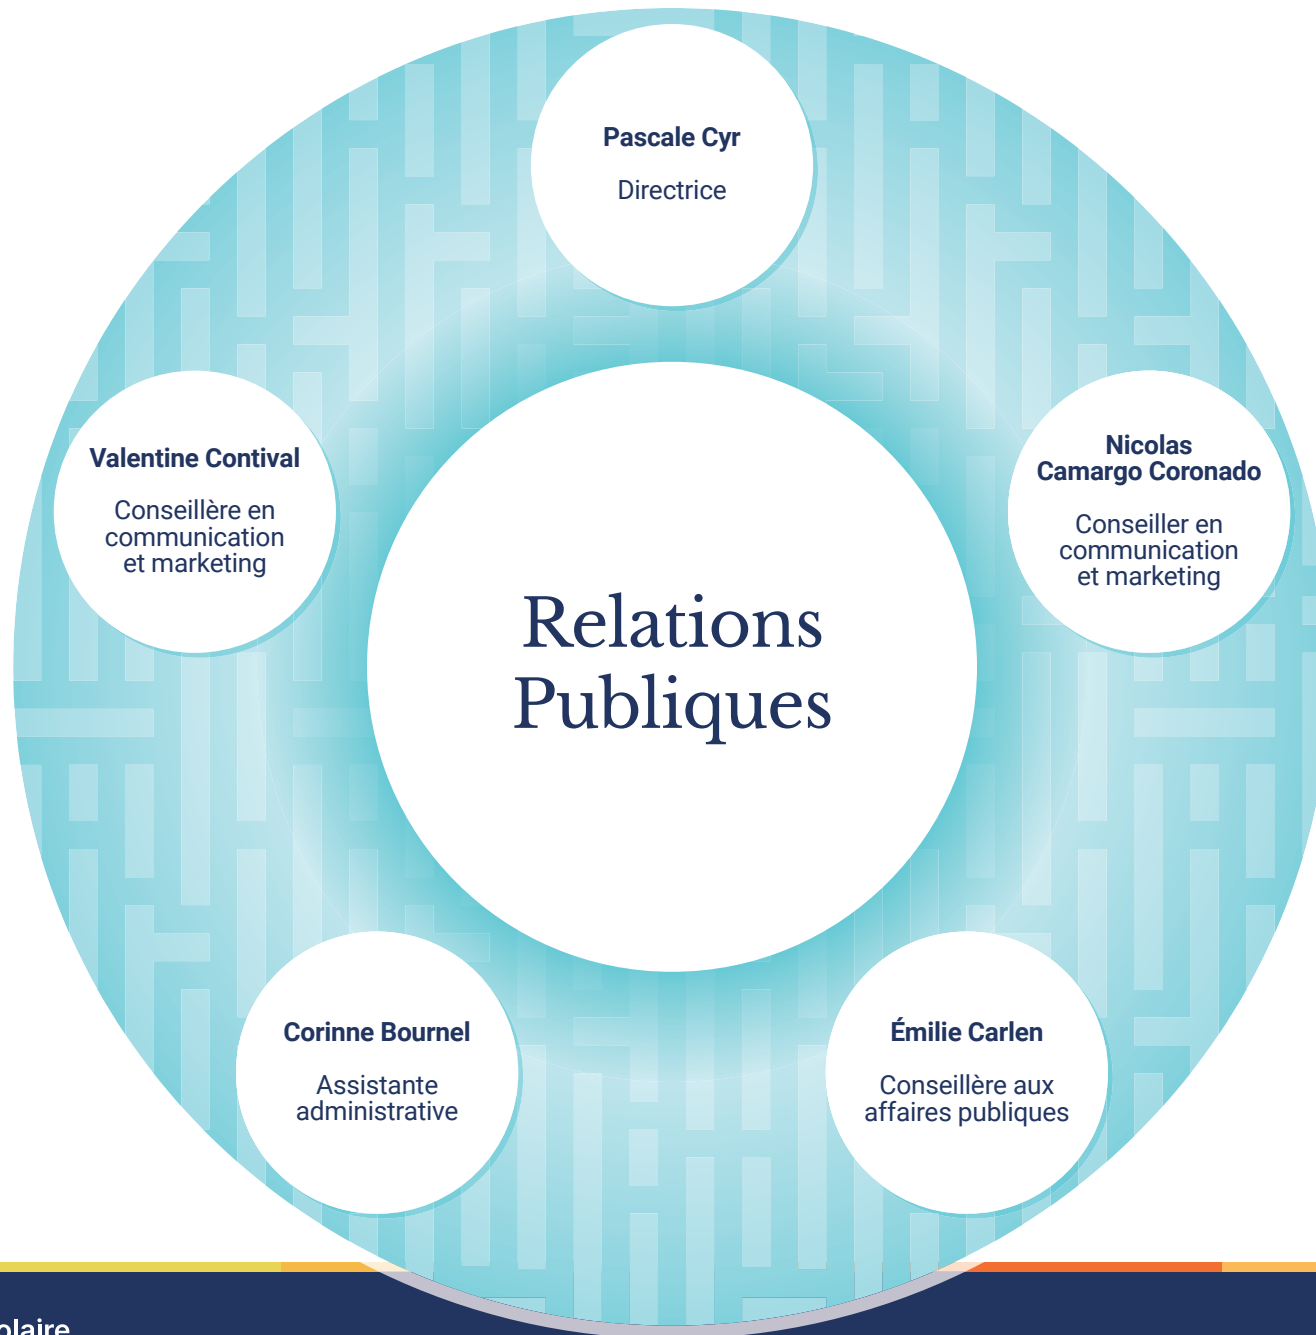 Pascale Cyr
Directrice
Valentine Contival
Conseillère en
communication
et marketing
Nicolas
Camargo Coronado
Conseiller en
communication
et marketing
Relations
Publiques
Corinne Bournel
Assistante
administrative
Émilie Carlen
Conseillère aux
affaires publiques
olaire